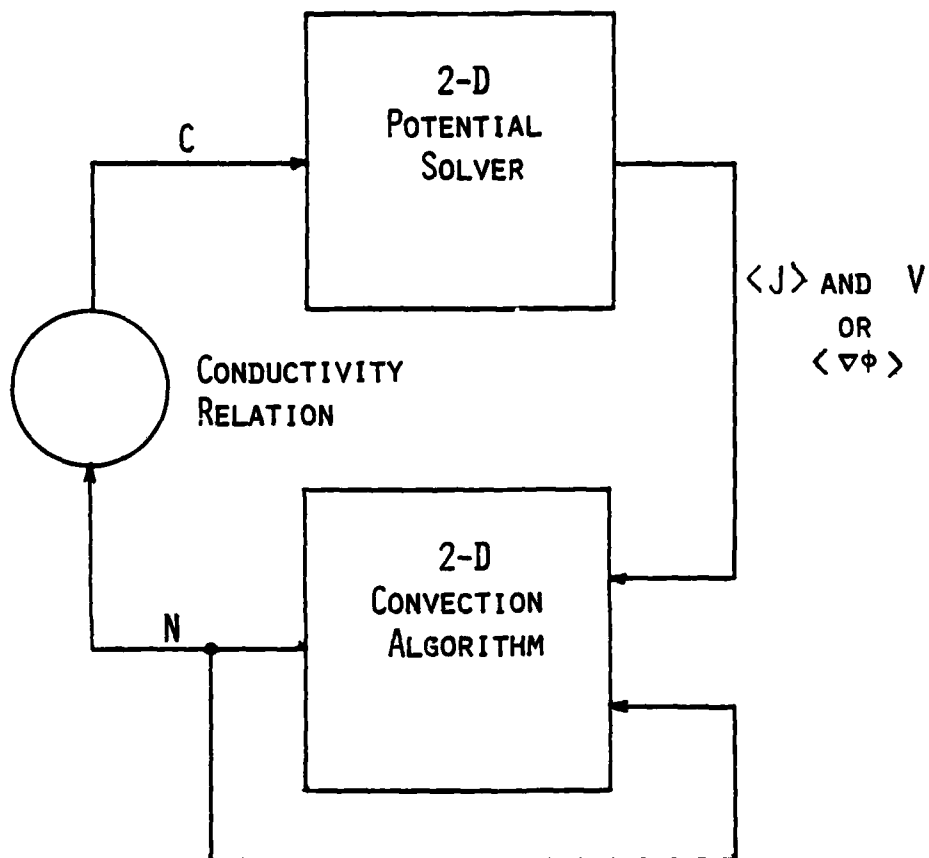 2-D
POTENTIAL
SOLVER
C
⟨J⟩ AND V
OR
⟨∇Φ⟩
CONDUCTIVITY
RELATION
2-D
CONVECTION
ALGORITHM
N